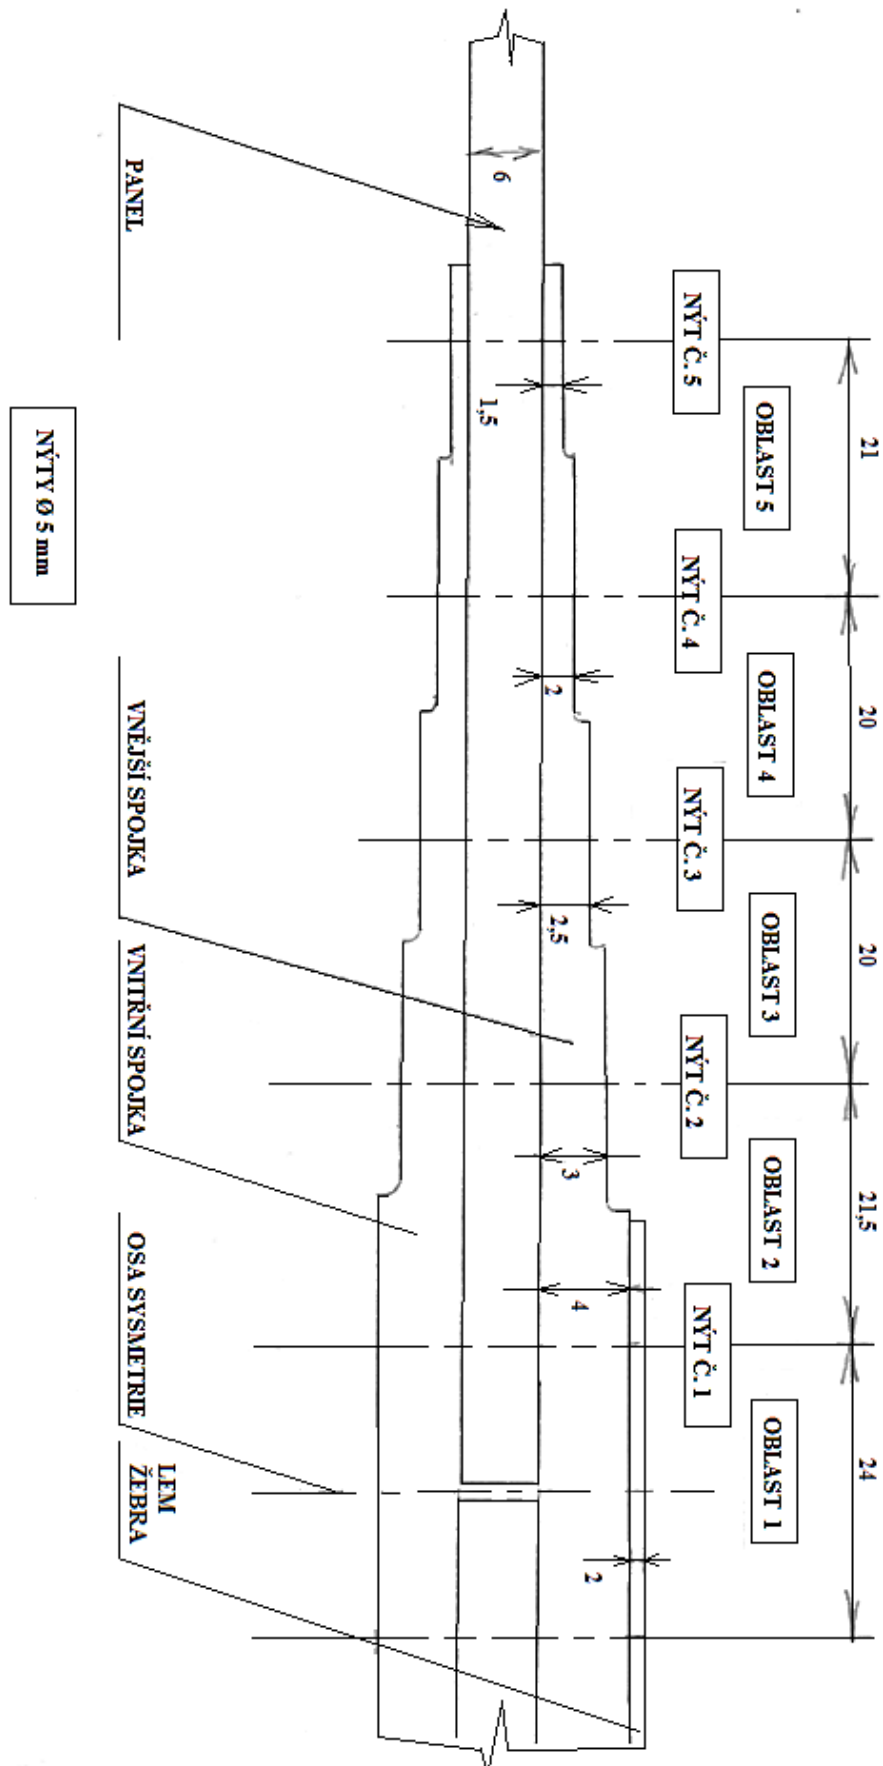 21
20
20
21,5
24
OBLAST 5
OBLAST 4
OBLAST 3
OBLAST 2
OBLAST 1
NÝT Č. 5
NÝT Č. 4
NÝT Č. 3
NÝT Č. 2
NÝT Č. 1
6
1,5
2
2,5
3
4
2
PANEL
VNĚJŠÍ SPOJKA
VNITŘNÍ SPOJKA
OSA SYSMETRIE
LEM
ŽEBRA
NÝTY Ø 5 mm